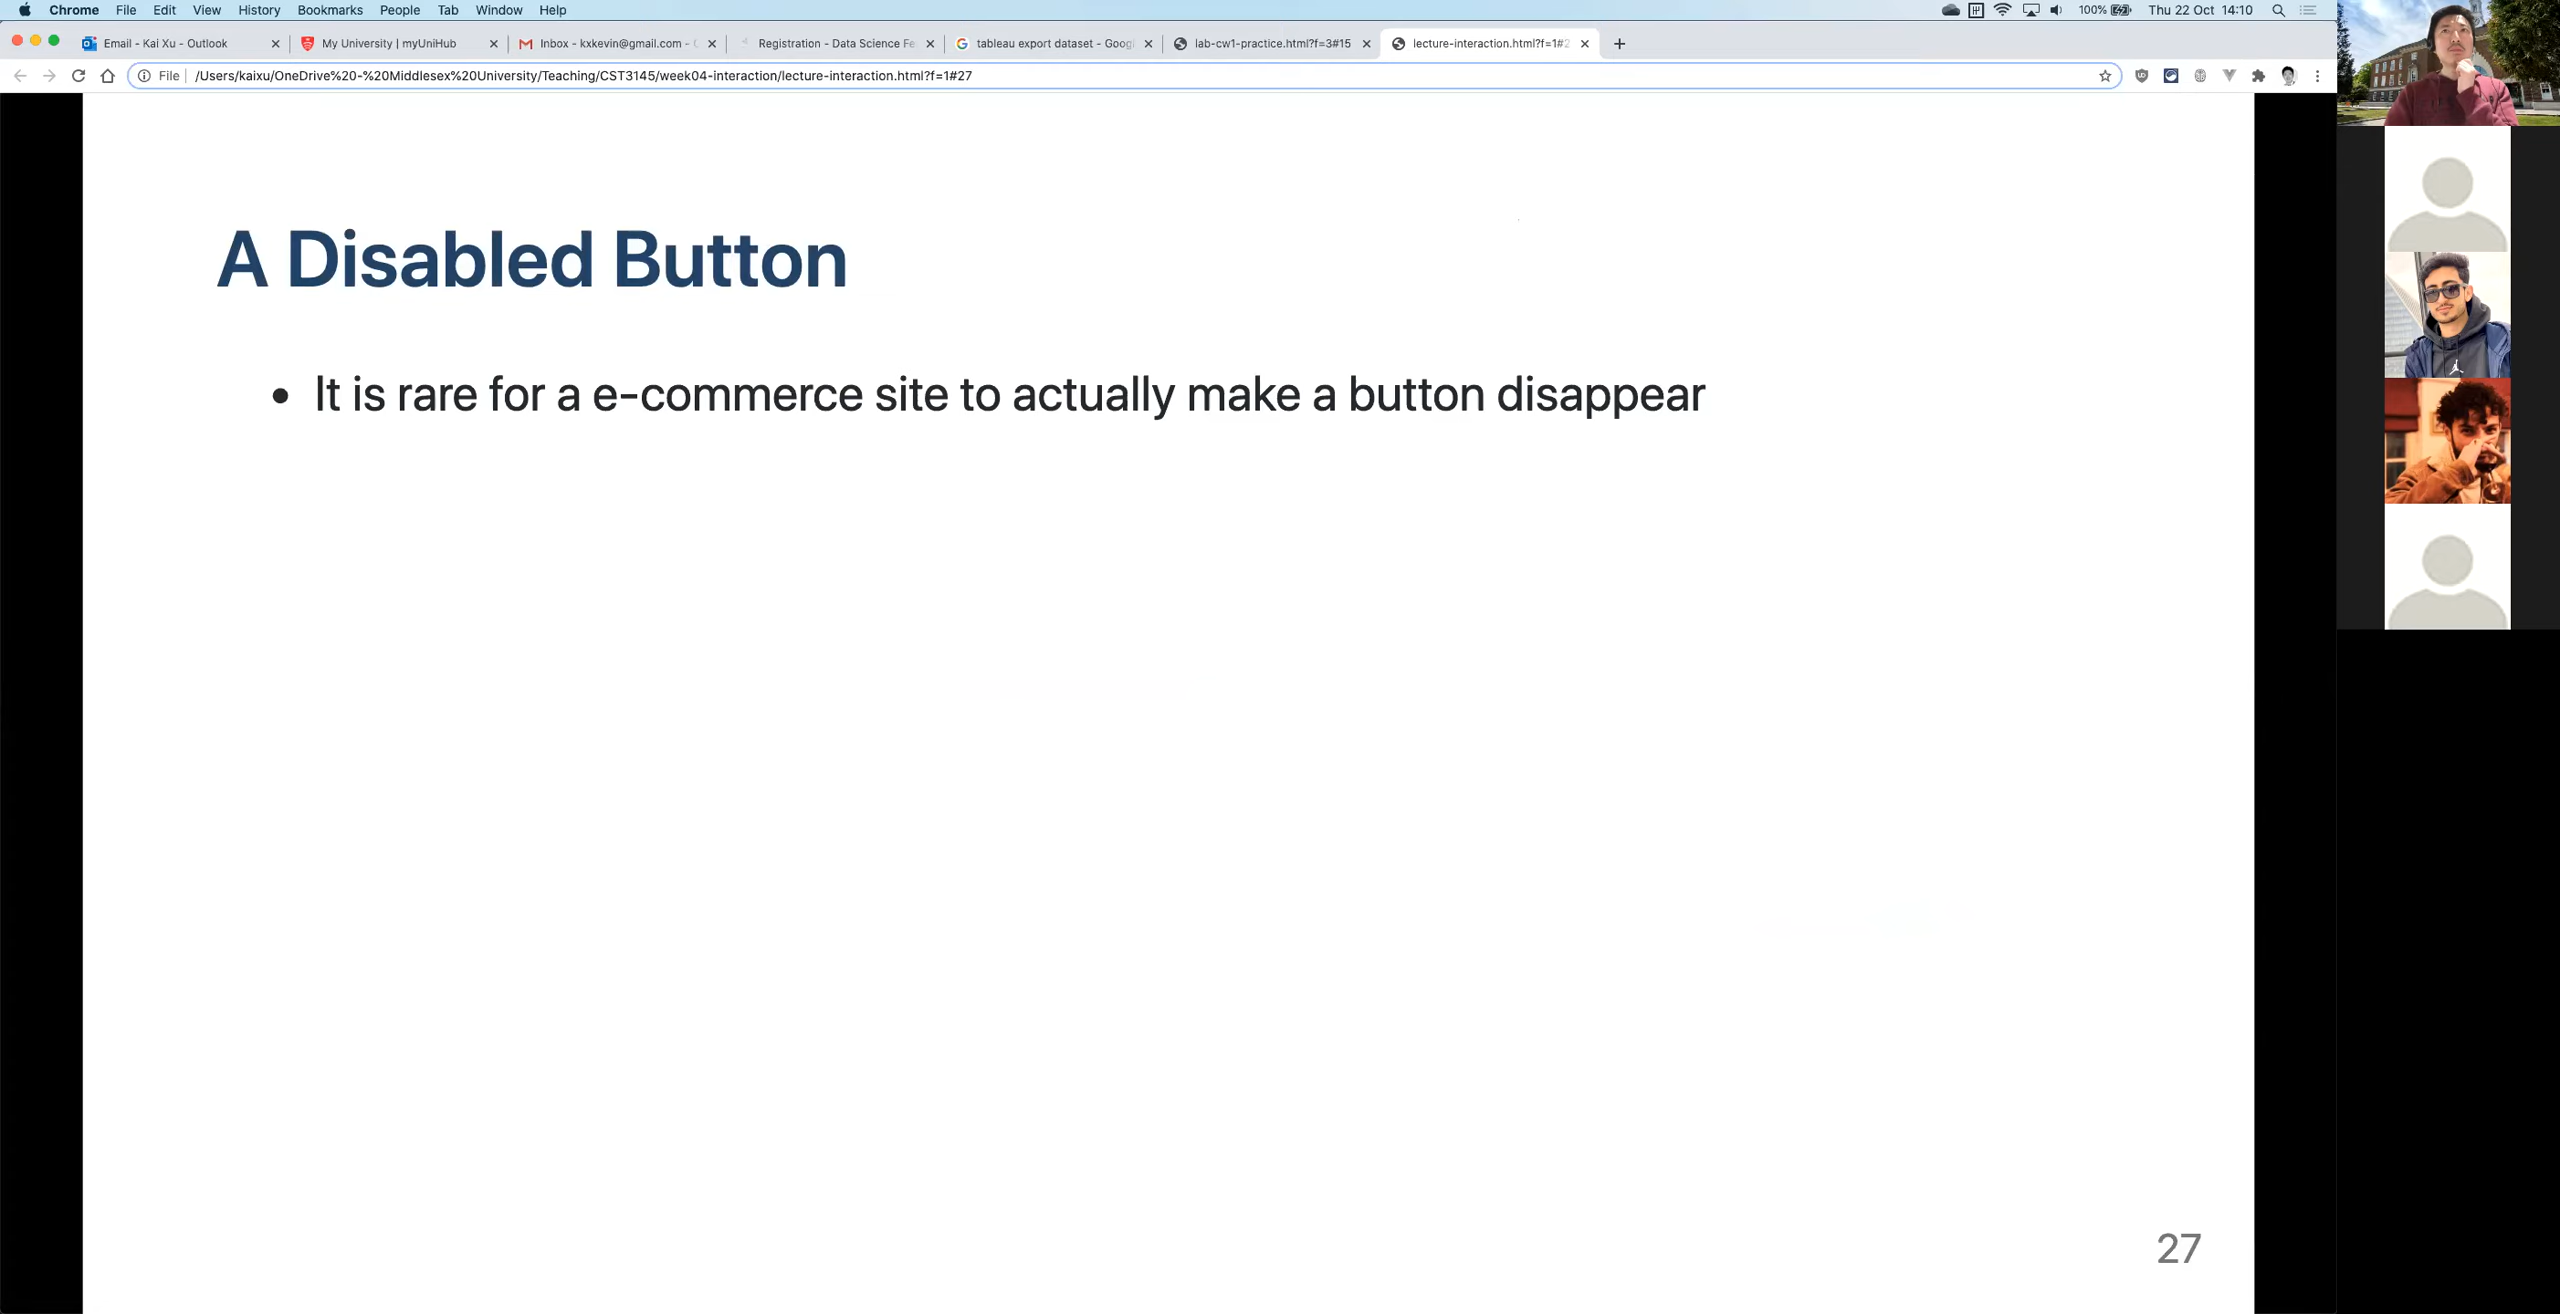 Chrome File Edit View History Bookmarks People Tab Window Help 100% Thu 22 Oct 14:10
Email - Kai Xu - Outlook
My University | myUniHub
Inbox - kxkevin@gmail.com -
Registration - Data Science Fe
tableau export dataset - Goog
lab-cw1-practice.html?f=3#15
lecture-interaction.html?f=1#2
File /Users/kaixu/OneDrive%20-%20Middlesex%20University/Teaching/CST3145/week04-interaction/lecture-interaction.html?f=1#27
A Disabled Button
• It is rare for a e-commerce site to actually make a button disappear
27